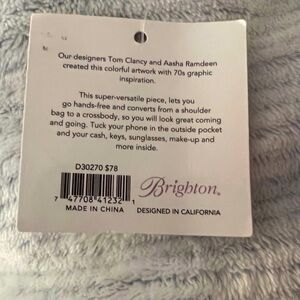 Our designers Tom Clancy and Aasha Ramdeen
created this colorful artwork with 70s graphic
inspiration.
This super-versatile piece, lets you
go hands-free and converts from a shoulder
bag to a crossbody, so you will look great coming
and going. Tuck your phone in the outside pocket
and your cash, keys, sunglasses, make-up and
more inside.
D30270 $78
7 47708 41232 1
MADE IN CHINA
Brighton.
DESIGNED IN CALIFORNIA